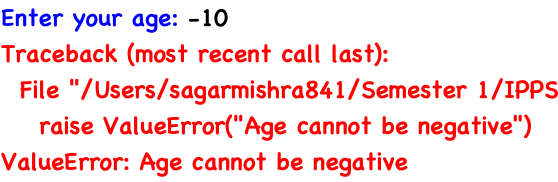 Enter your age: -10
Traceback (most recent call last):
File "/Users/sagarmishra841/Semester 1/IPPS
raise ValueError("Age cannot be negative")
ValueError: Age cannot be negative